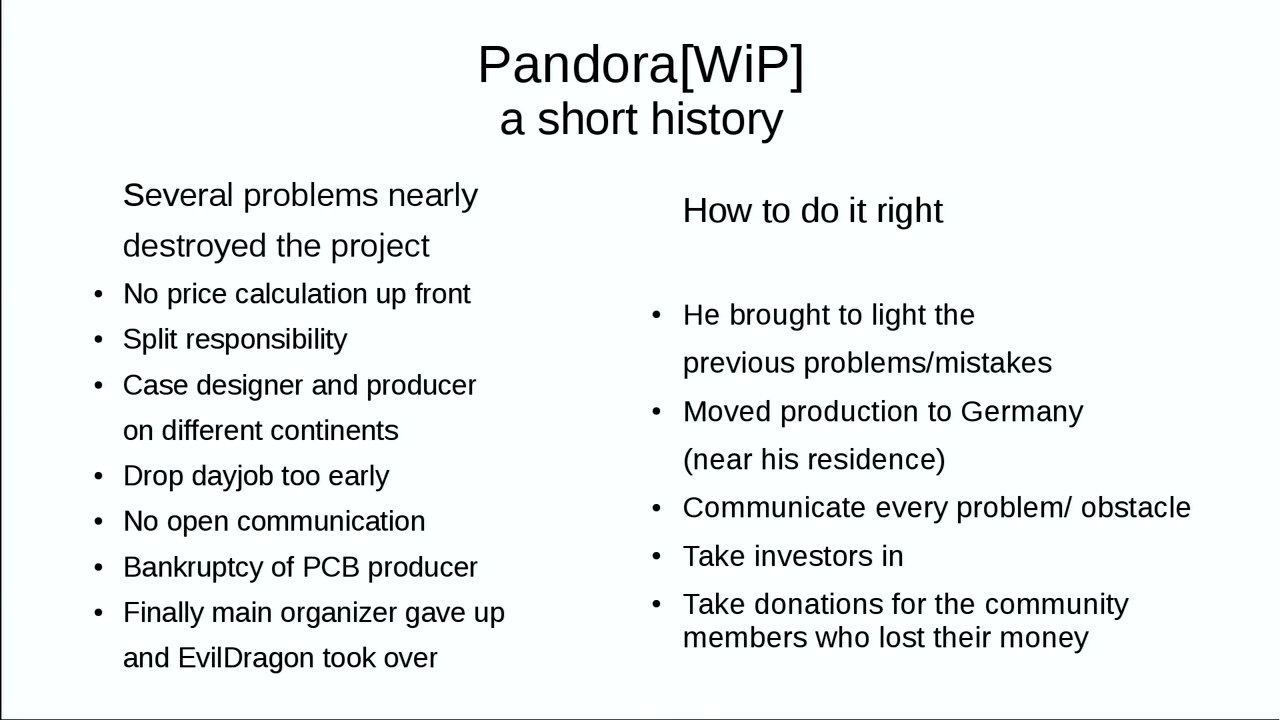 Pandora[WiP]
a short history
Several problems nearly
destroyed the project
• No price calculation up front
• Split responsibility
• Case designer and producer
on different continents
• Drop dayjob too early
• No open communication
• Bankruptcy of PCB producer
• Finally main organizer gave up
and EvilDragon took over
How to do it right
• He brought to light the
previous problems/mistakes
• Moved production to Germany
(near his residence)
• Communicate every problem/ obstacle
• Take investors in
• Take donations for the community
members who lost their money